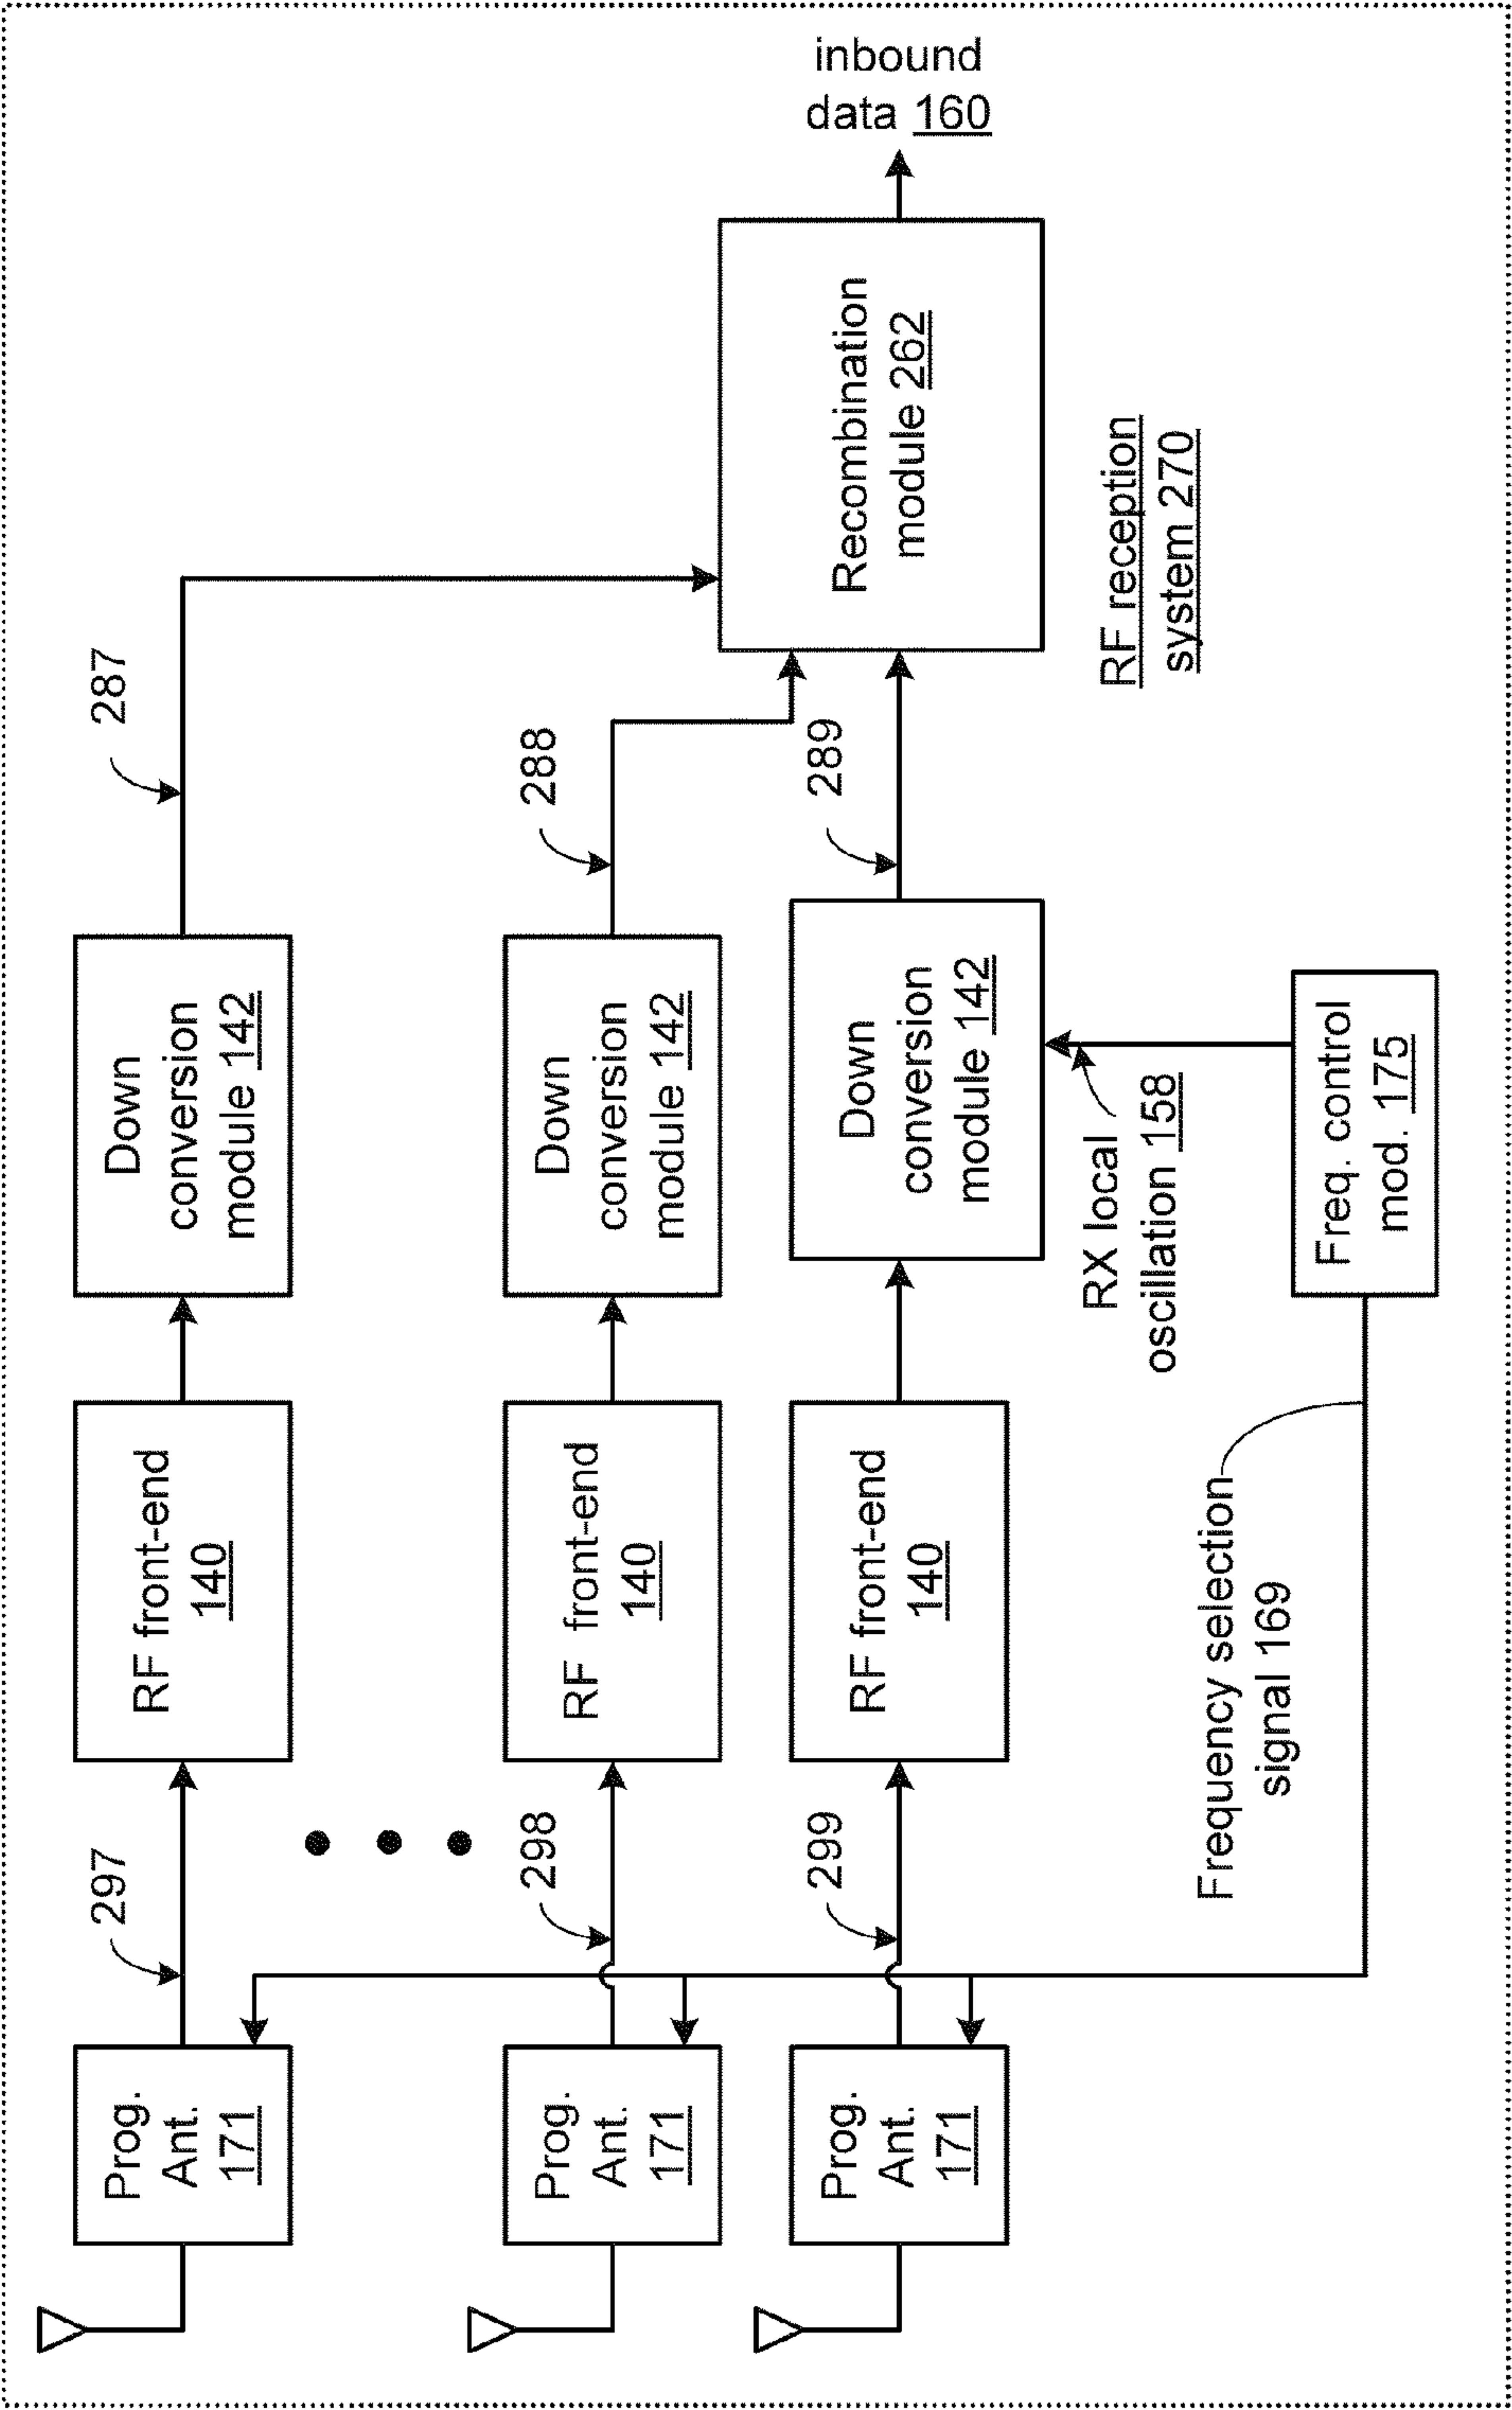 Prog.
Ant.
171
297
RF front-end
140
Down
conversion
module 142
287
Prog.
Ant.
171
298
RF front-end
140
Down
conversion
module 142
288
Prog.
Ant.
171
299
RF front-end
140
Down
conversion
module 142
289
Recombination
module 262
inbound
data 160
RX local
oscillation 158
Frequency selection
signal 169
Freq. control
mod. 175
RF reception
system 270